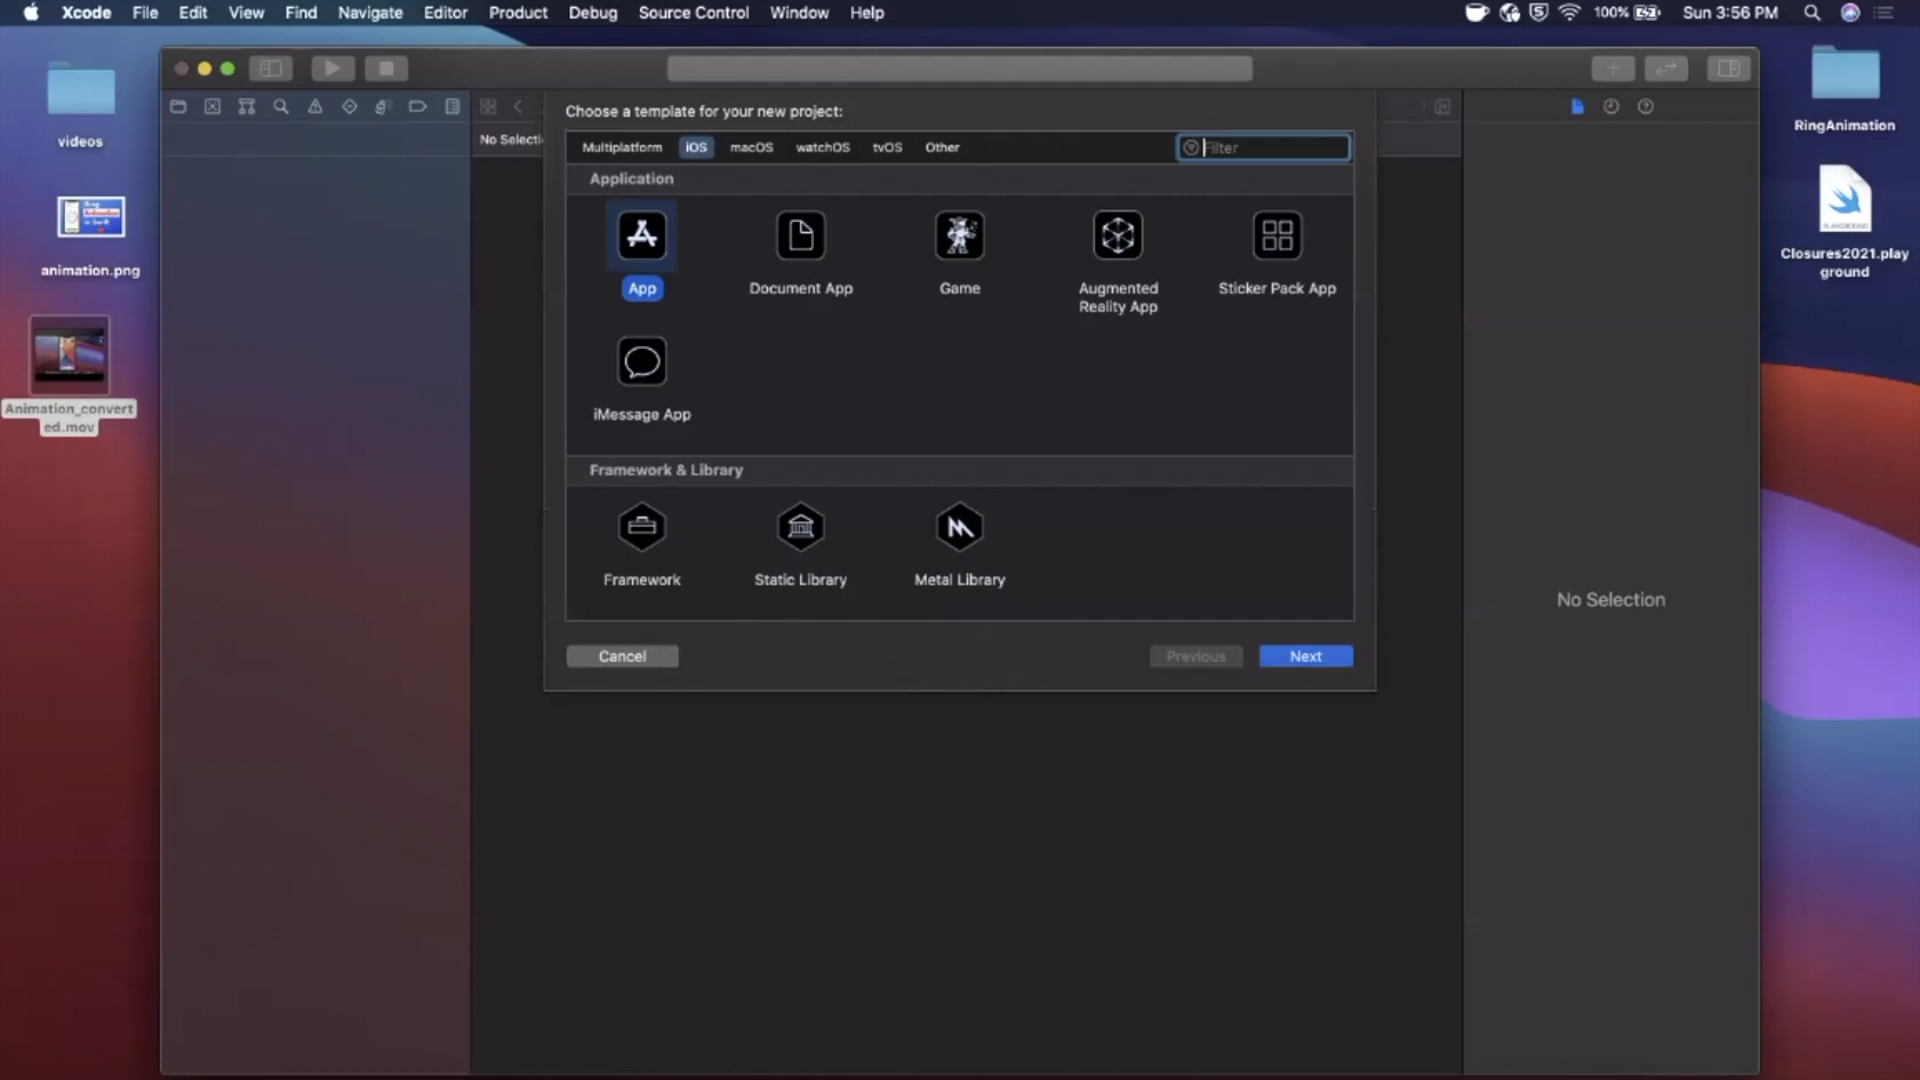 Xcode File Edit View Find Navigate Editor Product Debug Source Control Window Help 100% Sun 3:56 PM
videos
animation.png
Animation_convert
ed.mov
RingAnimation
Closures2021.play
ground
No Selecti
Choose a template for your new project:
Multiplatform iOS macOS watchOS tvOS Other Filter
Application
App Document App Game Augmented Reality App Sticker Pack App
iMessage App
Framework & Library
Framework Static Library Metal Library
Cancel Previous Next
No Selection